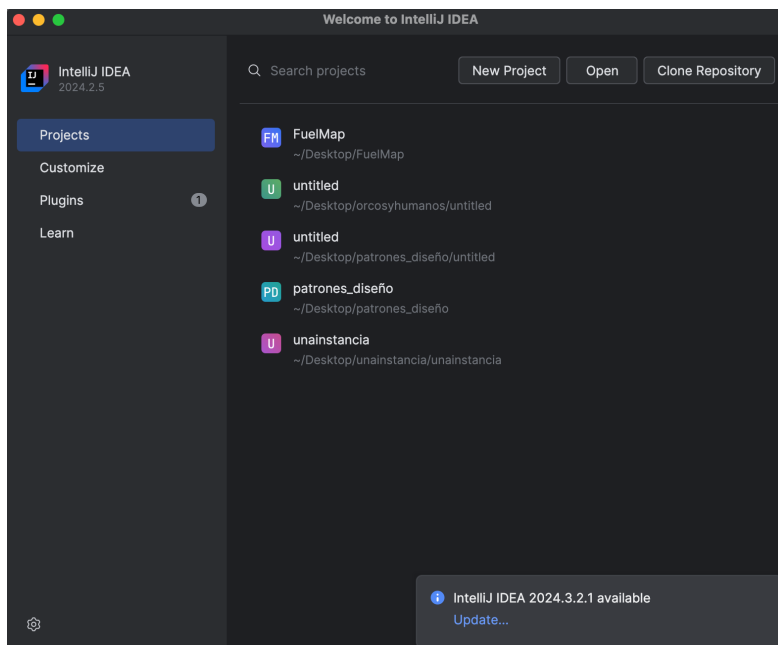 Welcome to IntelliJ IDEA
IJ
IntelliJ IDEA
2024.2.5
Projects
Customize
Plugins
1
Learn
Search projects
New Project
Open
Clone Repository
FM
FuelMap
~/Desktop/FuelMap
U
untitled
~/Desktop/orcosyhumanos/untitled
U
untitled
~/Desktop/patrones_diseño/untitled
PD
patrones_diseño
~/Desktop/patrones_diseño
U
unainstancia
~/Desktop/unainstancia/unainstancia
IntelliJ IDEA 2024.3.2.1 available
Update...